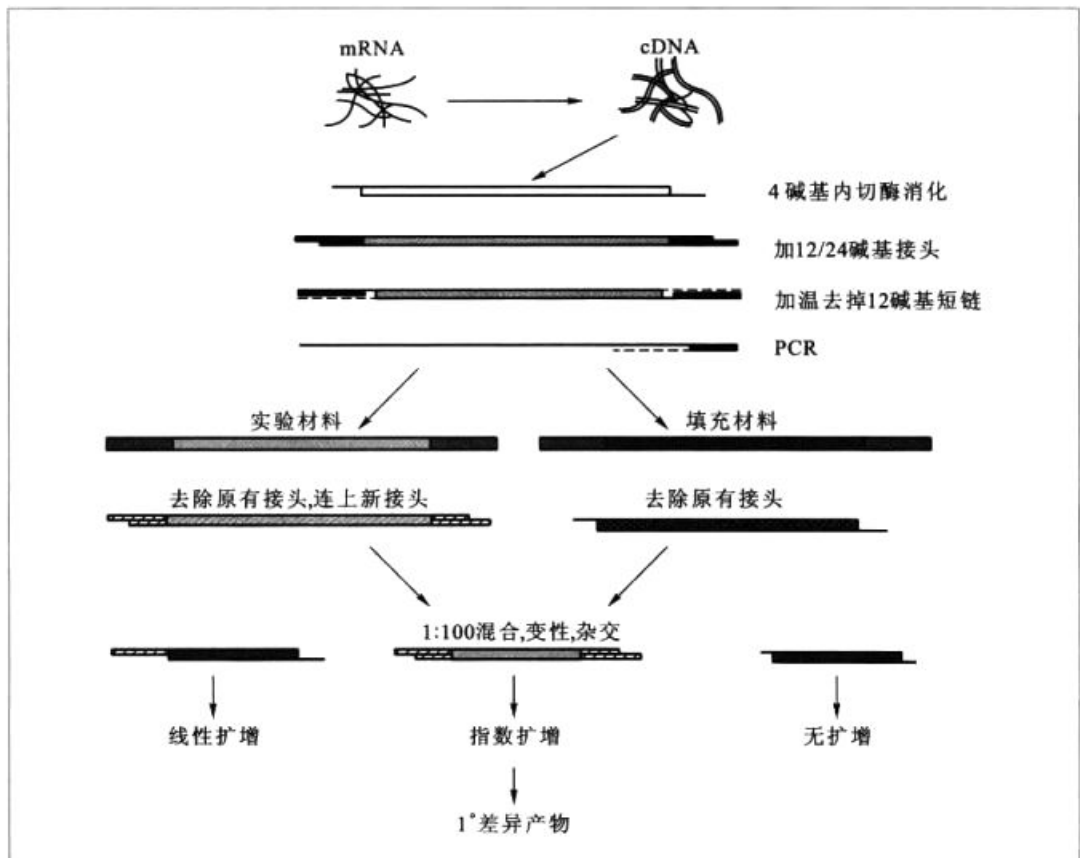 mRNA
cDNA
4碱基内切酶消化
加12/24碱基接头
加温去掉12碱基短链
PCR
实验材料
填充材料
去除原有接头,连上新接头
去除原有接头
1:100混合,变性,杂交
线性扩增
指数扩增
无扩增
1°差异产物